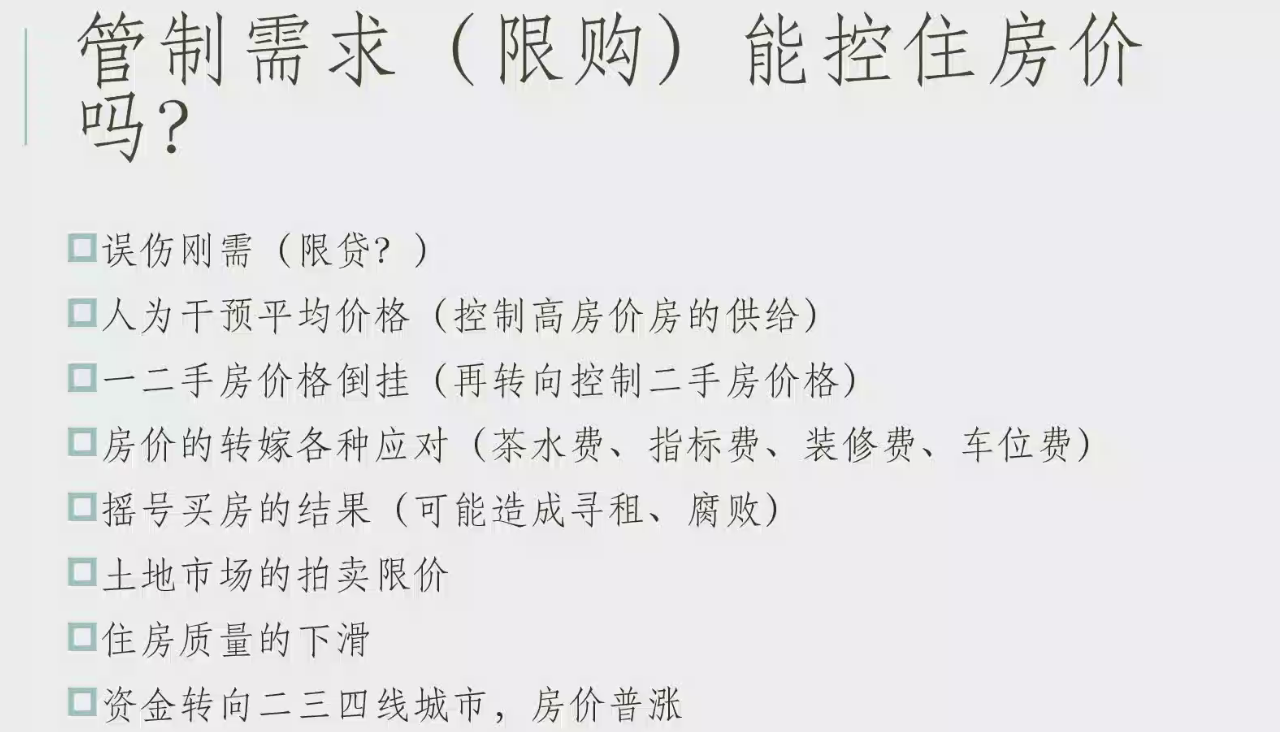 管制需求（限购）能控住房价
吗？
误伤刚需（限贷？）
人为干预平均价格（控制高房价房的供给）
一二手房价格倒挂（再转向控制二手房价格）
房价的转嫁各种应对（茶水费、指标费、装修费、车位费）
摇号买房的结果（可能造成寻租、腐败）
土地市场的拍卖限价
住房质量的下滑
资金转向二三四线城市，房价普涨